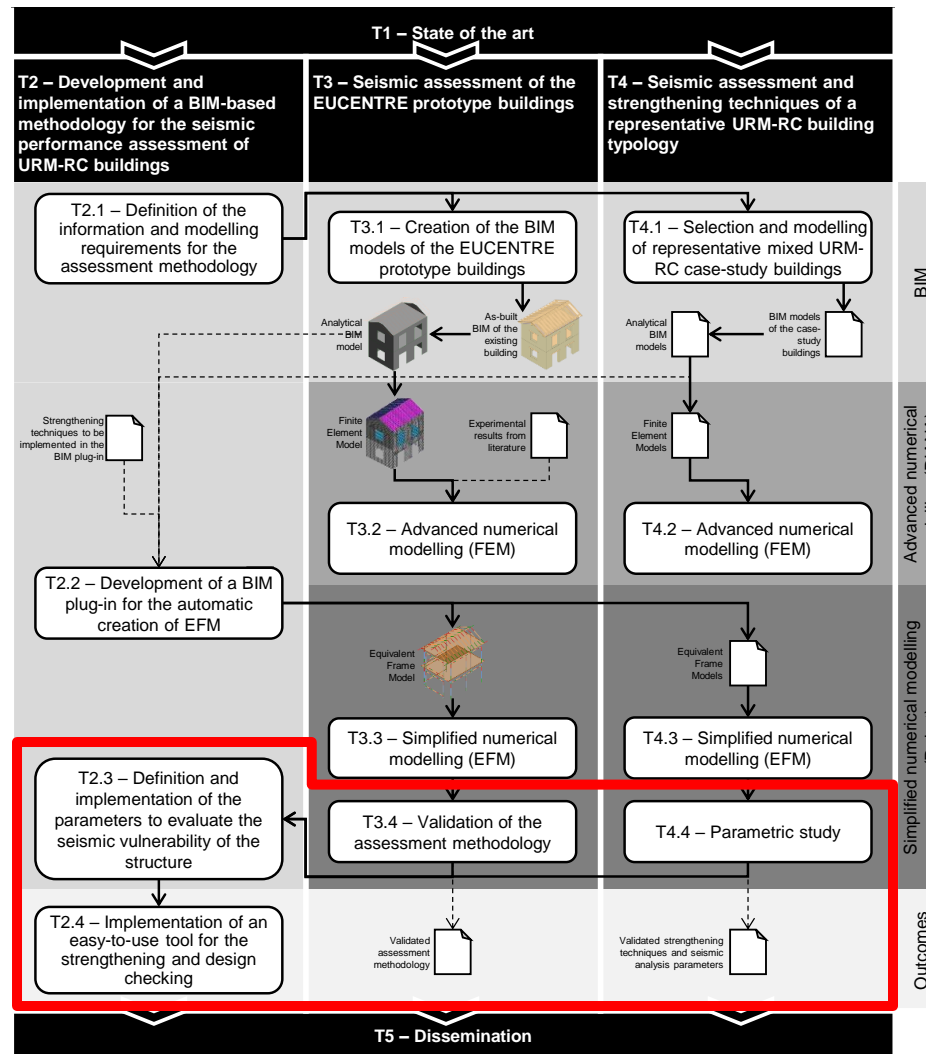 T1 – State of the art
T2 – Development and
implementation of a BIM-based
methodology for the seismic
performance assessment of
URM-RC buildings
T3 – Seismic assessment of the
EUCENTRE prototype buildings
T4 – Seismic assessment and
strengthening techniques of a
representative URM-RC building
typology
T2.1 – Definition of the
information and modelling
requirements for the
assessment methodology
T3.1 – Creation of the BIM
models of the EUCENTRE
prototype buildings
T4.1 – Selection and modelling
of representative mixed URM-
RC case-study buildings
BIM
Analytical
BIM
model
As-built
BIM of the
existing
building
Analytical
BIM
models
BIM models
of the case-
study
buildings
Strengthening
techniques to be
implemented in the
BIM plug-in
Finite
Element
Model
Experimental
results from
literature
Finite
Element
Models
Advanced numerical
T3.2 – Advanced numerical
modelling (FEM)
T4.2 – Advanced numerical
modelling (FEM)
T2.2 – Development of a BIM
plug-in for the automatic
creation of EFM
Equivalent
Frame
Model
Equivalent
Frame
Models
Simplified numerical modelling
T3.3 – Simplified numerical
modelling (EFM)
T4.3 – Simplified numerical
modelling (EFM)
T2.3 – Definition and
implementation of the
parameters to evaluate the
seismic vulnerability of the
structure
T3.4 – Validation of the
assessment methodology
T4.4 – Parametric study
T2.4 – Implementation of an
easy-to-use tool for the
strengthening and design
checking
Validated
assessment
methodology
Validated strengthening
techniques and seismic
analysis parameters
Outcomes
T5 – Dissemination